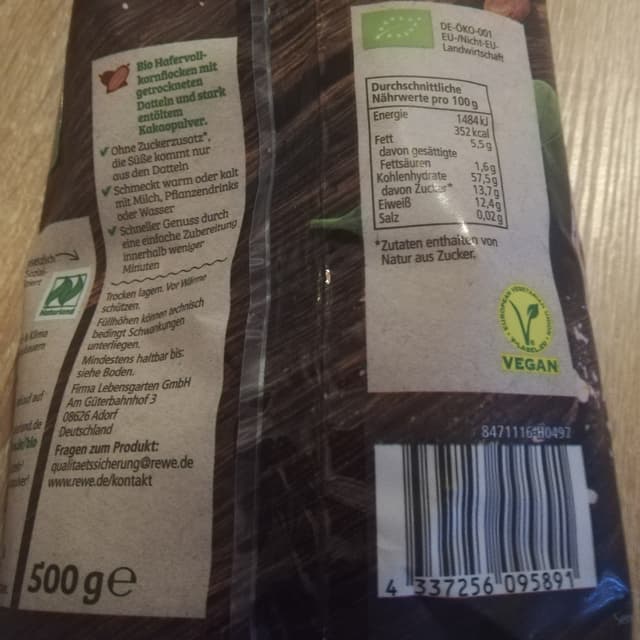 Bio Hafervoll-
kornflocken mit
getrockneten
Datteln und stark
entöltem
Kakaopulver.
Ohne Zuckerzusatz*,
die Süße kommt nur
aus den Datteln
Schmeckt warm oder kalt
mit Milch, Pflanzendrinks
oder Wasser
Schneller Genuss durch
eine einfache Zubereitung
innerhalb weniger
Minuten
Trocken lagern. Vor Wärme
schützen.
Füllhöhen können technisch
bedingt Schwankungen
unterliegen.
Mindestens haltbar bis:
siehe Boden.
Firma Lebensgarten GmbH
Am Güterbahnhof 3
08626 Adorf
Deutschland
Fragen zum Produkt:
qualitaetssicherung@rewe.de
www.rewe.de/kontakt
500 g e
Naturland
DE-ÖKO-001
EU-/Nicht-EU-
Landwirtschaft
Durchschnittliche
Nährwerte pro 100 g
Energie 1484 kJ
352 kcal
Fett 5,5 g
davon gesättigte
Fettsäuren 1,6 g
Kohlenhydrate 57,5 g
davon Zucker* 13,7 g
Eiweiß 12,4 g
Salz 0,02 g
*Zutaten enthalten von
Natur aus Zucker.
VEGAN
8471116-H0497
4 337256 095891